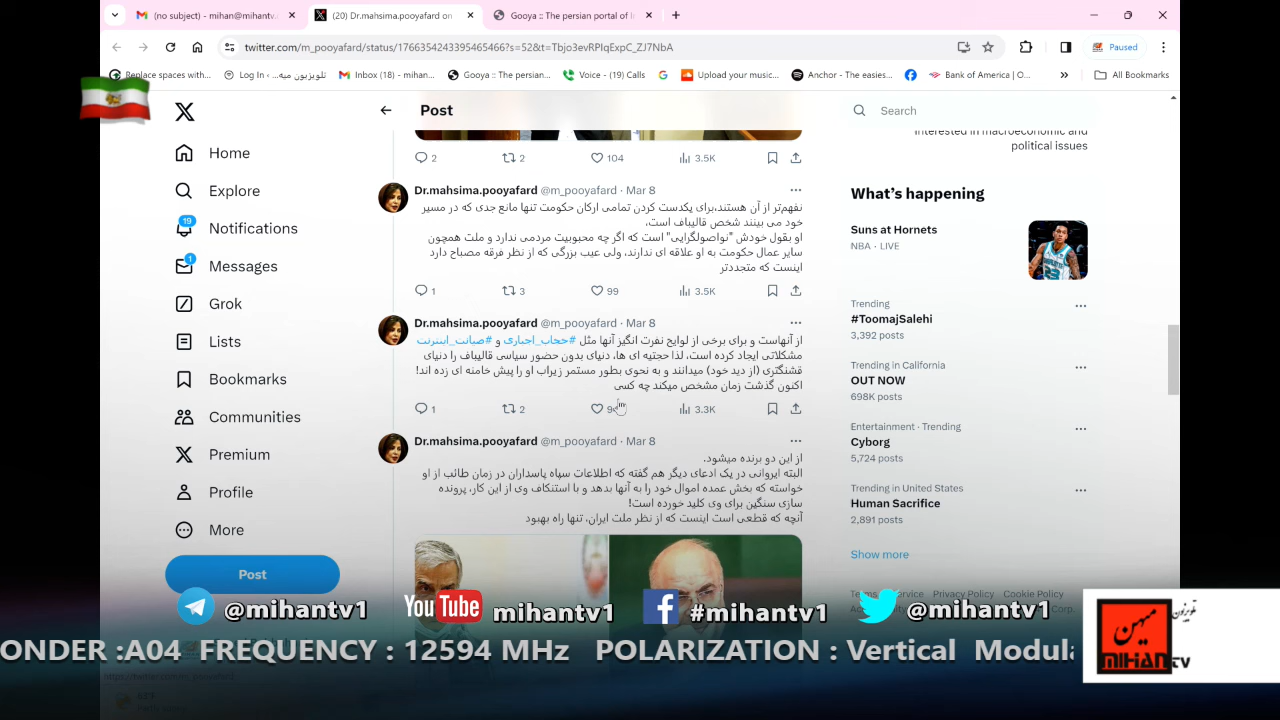 (no subject) - mihan@mihantv.
(20) Dr.mahsima.pooyafard on
Gooya :: The persian portal of Ir
twitter.com/m_pooyafard/status/1766354243395465466?s=52&t=Tbjo3evRPIqExpC_ZJ7NbA
Paused
Replace spaces with...
Log In ‹ تلویزیون میه...
Inbox (18) - mihan...
Gooya :: The persian...
Voice - (19) Calls
Upload your music...
Anchor - The easies...
Bank of America | O...
All Bookmarks
Home
Explore
19
Notifications
1
Messages
Grok
Lists
Bookmarks
Communities
Premium
Profile
More
Post
Post
2 2 104 3.5K
Dr.mahsima.pooyafard @m_pooyafard · Mar 8
نفهم‌تر از آن هستند،برای یکدست کردن تمامی ارکان حکومت تنها مانع جدی که در مسیر
خود می بینند شخص قالیباف است،
او بقول خودش "نواصولگرایی" است که اگر چه محبوبیت مردمی ندارد و ملت همچون
سایر عمال حکومت به او علاقه ای ندارند، ولی عیب بزرگی که از نظر فرقه مصباح دارد
اینست که متجددتر
1 3 99 3.5K
Dr.mahsima.pooyafard @m_pooyafard · Mar 8
از آنهاست و برای برخی از لوایح نفرت انگیز آنها مثل #حجاب_اجباری و #صیانت_اینترنت
مشکلاتی ایجاد کرده است، لذا حجتیه ای ها، دنیای بدون حضور سیاسی قالیباف را دنیای
قشنگتری (از دید خود) میدانند و به نحوی بطور مستمر زیراب او را پیش خامنه ای زده اند!
اکنون گذشت زمان مشخص میکند چه کسی
1 2 3.3K
Dr.mahsima.pooyafard @m_pooyafard · Mar 8
از این دو برنده میشود.
البته ایروانی در یک ادعای دیگر هم گفته که اطلاعات سپاه پاسداران در زمان طائب از او
خواسته که بخش عمده اموال خود را به آنها بدهد و با استنکاف وی از این کار، پرونده
سازی سنگین برای وی کلید خورده است!
آنچه که قطعی است اینست که از نظر ملت ایران، تنها راه بهبود
Search
Interested in macroeconomic and
political issues
What's happening
Suns at Hornets
NBA · LIVE
Trending
#ToomajSalehi
3,392 posts
Trending in California
OUT NOW
698K posts
Entertainment · Trending
Cyborg
5,724 posts
Trending in United States
Human Sacrifice
2,891 posts
Show more
Privacy Policy Cookie Policy
@mihantv1 YouTube mihantv1 #mihantv1 @mihantv1
ONDER :A04 FREQUENCY : 12594 MHz POLARIZATION : Vertical Modula
تلویزیون
میهن
MIHAN TV